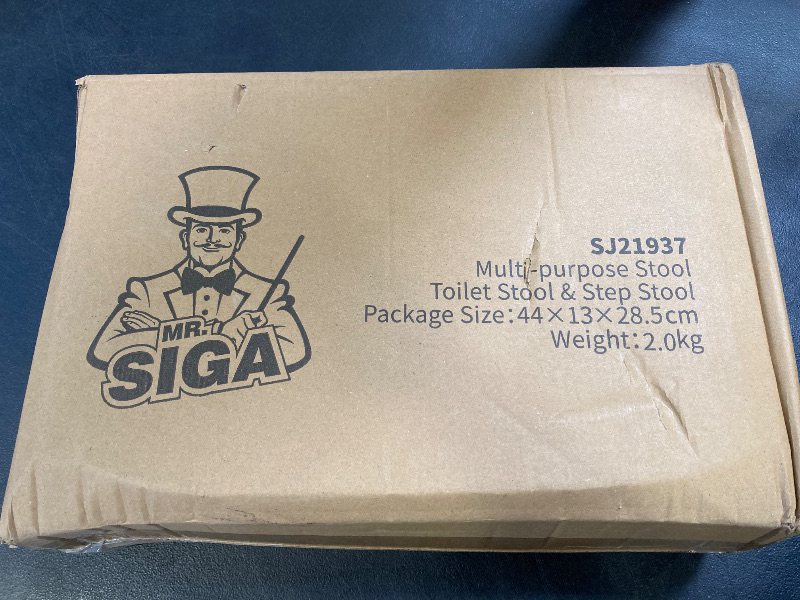 MR.
SIGA
SJ21937
Multi-purpose Stool
Toilet Stool & Step Stool
Package Size:44×13×28.5cm
Weight:2.0kg